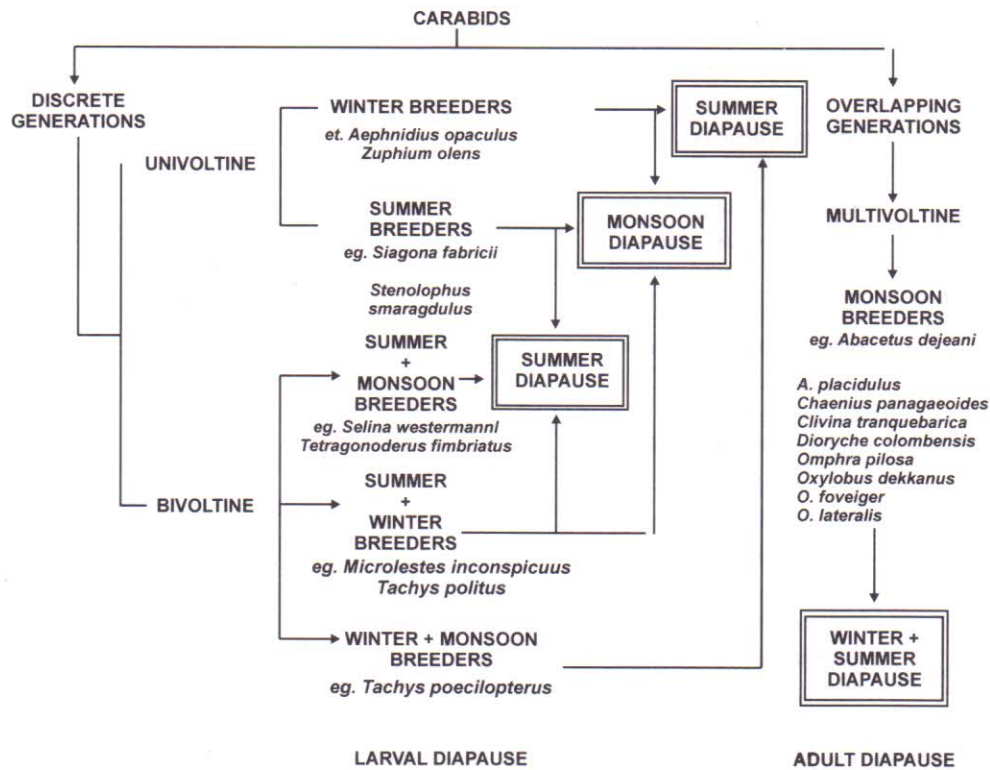 CARABIDS
DISCRETE
GENERATIONS
UNIVOLTINE
WINTER BREEDERS
et. Aephnidius opaculus
Zuphium olens
SUMMER
BREEDERS
eg. Siagona fabricii
Stenolophus
smaragdulus
SUMMER
DIAPAUSE
MONSOON
DIAPAUSE
BIVOLTINE
SUMMER
+
MONSOON
BREEDERS
eg. Selina westermannl
Tetragonoderus fimbriatus
SUMMER
DIAPAUSE
SUMMER
+
WINTER
BREEDERS
eg. Microlestes inconspicuus
Tachys politus
WINTER + MONSOON
BREEDERS
eg. Tachys poecilopterus
LARVAL DIAPAUSE
OVERLAPPING
GENERATIONS
MULTIVOLTINE
MONSOON
BREEDERS
eg. Abacetus dejeani
A. placidulus
Chaenius panagaeoides
Clivina tranquebarica
Dioryche colombensis
Omphra pilosa
Oxylobus dekkanus
O. foveiger
O. lateralis
WINTER +
SUMMER
DIAPAUSE
ADULT DIAPAUSE